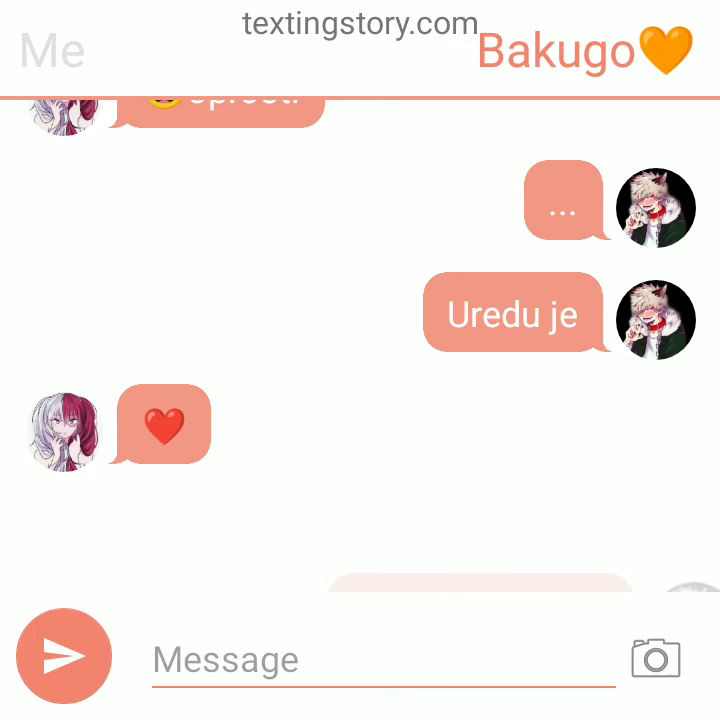 textingstory.com
Me
Bakugo🧡
...
Uredu je
❤️
Message